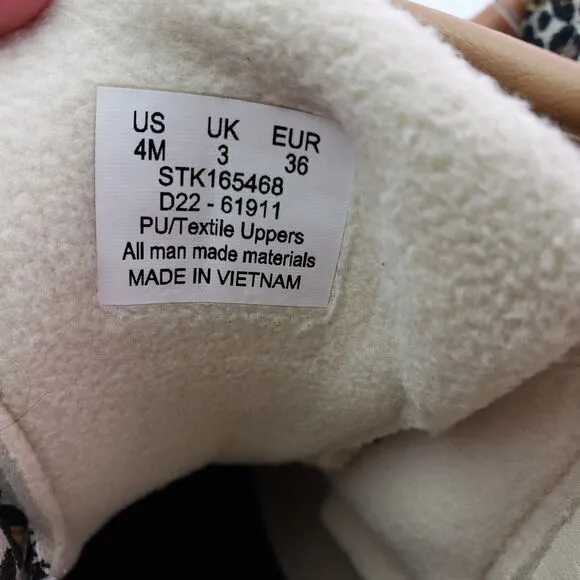 US UK EUR
4M 3 36
STK165468
D22 - 61911
PU/Textile Uppers
All man made materials
MADE IN VIETNAM